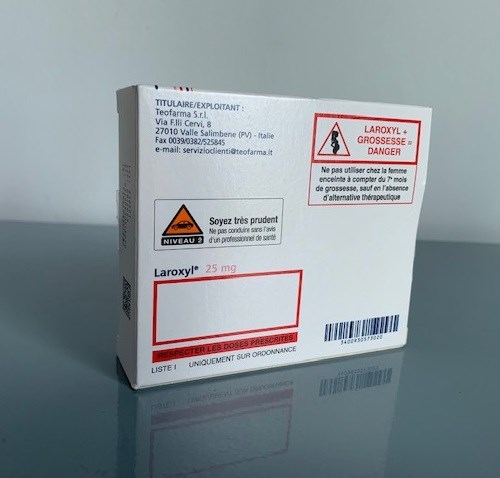 TITULAIRE/EXPLOITANT :
Teofarma S.r.l.
Via F.lli Cervi, 8
27010 Valle Salimbene (PV) - Italie
Fax 0039/0382/525845
e-mail: servizioclienti@teofarma.it
LAROXYL +
GROSSESSE =
DANGER
Ne pas utiliser chez la femme
enceinte à compter du 7e mois
de grossesse, sauf en l'absence
d'alternative thérapeutique
NIVEAU 2
Soyez très prudent
Ne pas conduire sans l'avis
d'un professionnel de santé
Laroxyl® 25 mg
RESPECTER LES DOSES PRESCRITES
LISTE I UNIQUEMENT SUR ORDONNANCE
3400930373020